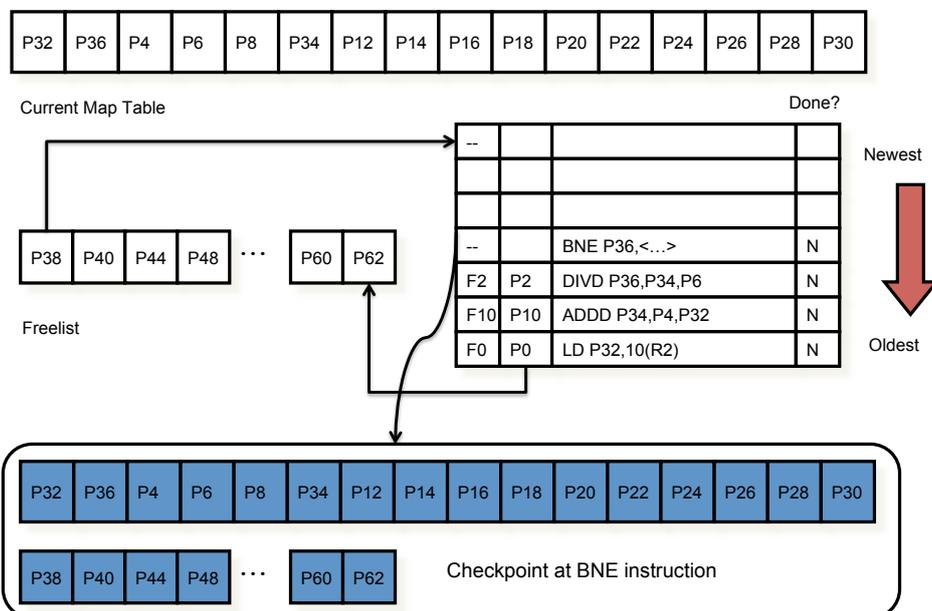 P32 P36 P4 P6 P8 P34 P12 P14 P16 P18 P20 P22 P24 P26 P28 P30
Current Map Table
Done?
--
Newest
-- BNE P36,<...> N
P38 P40 P44 P48 ... P60 P62
F2 P2 DIVD P36,P34,P6 N
F10 P10 ADDD P34,P4,P32 N
Freelist
F0 P0 LD P32,10(R2) N
Oldest
P32 P36 P4 P6 P8 P34 P12 P14 P16 P18 P20 P22 P24 P26 P28 P30
P38 P40 P44 P48 ... P60 P62
Checkpoint at BNE instruction